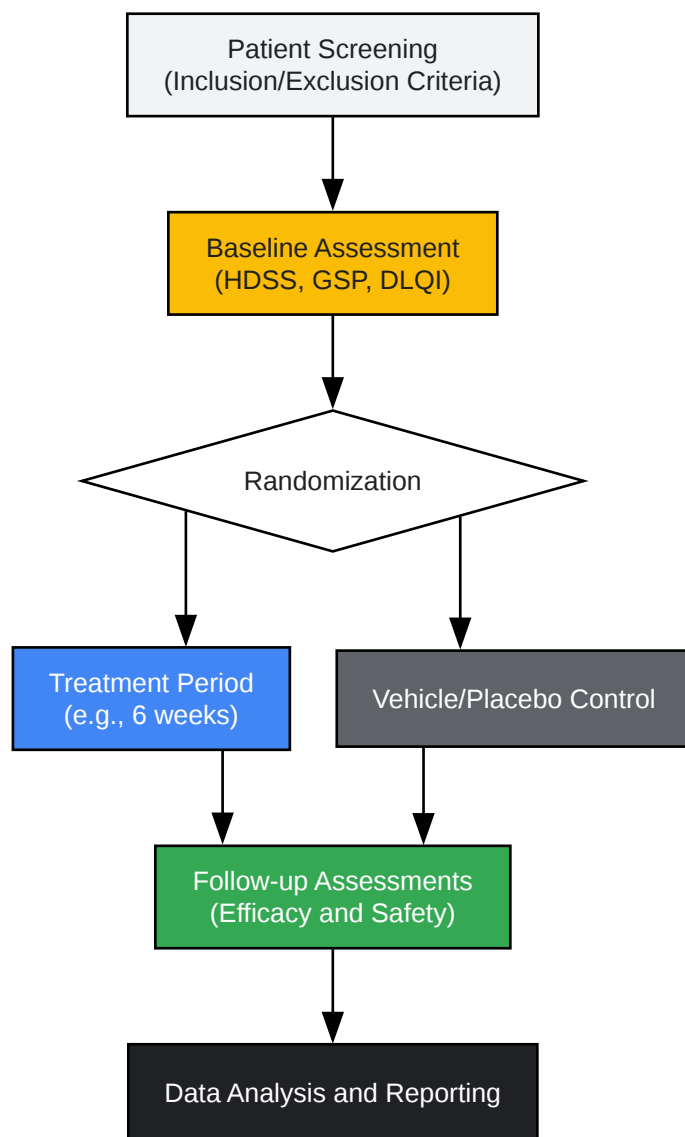 Patient Screening
(Inclusion/Exclusion Criteria)
Baseline Assessment
(HDSS, GSP, DLQI)
Randomization
Treatment Period
(e.g., 6 weeks)
Vehicle/Placebo Control
Follow-up Assessments
(Efficacy and Safety)
Data Analysis and Reporting